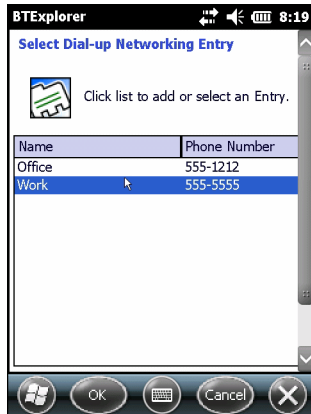 BTExplorer 8:19
Select Dial-up Networking Entry
Click list to add or select an Entry.
Name Phone Number
Office 555-1212
Work 555-5555
OK Cancel